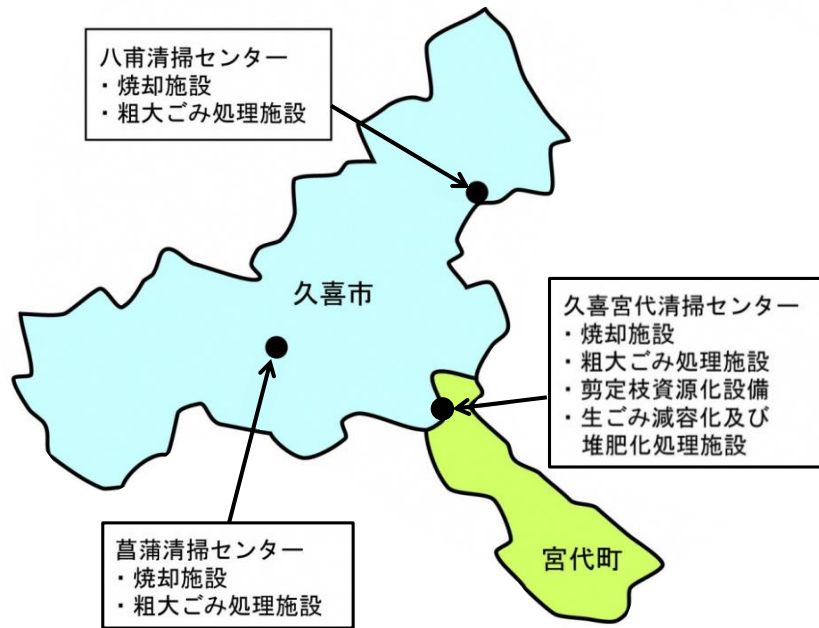 八甫清掃センター
・焼却施設
・粗大ごみ処理施設
久喜市
久喜宮代清掃センター
・焼却施設
・粗大ごみ処理施設
・剪定枝資源化設備
・生ごみ減容化及び
堆肥化処理施設
菖蒲清掃センター
・焼却施設
・粗大ごみ処理施設
宮代町